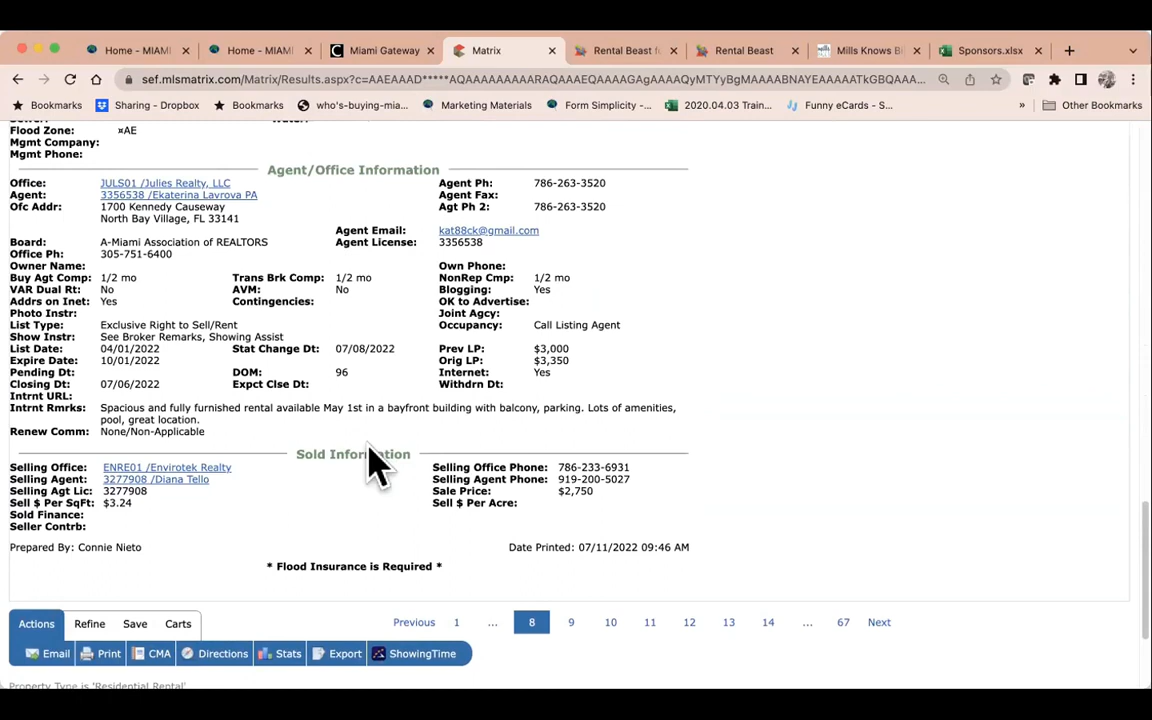 Home - MIAMI
Home - MIAMI
Miami Gateway
Matrix
Rental Beast f
Rental Beast
Mills Knows B
Sponsors.xlsx
sef.mlsmatrix.com/Matrix/Results.aspx?c=AAEAAAD*****AQAAAAAAAAARAQAAAEQAAAAGAgAAAAQyMTYyBgMAAAABNAYEAAAAATkGBQAAA...
Bookmarks
Sharing - Dropbox
Bookmarks
who's-buying-mia...
Marketing Materials
Form Simplicity -...
2020.04.03 Train...
Funny eCards - S...
»
Other Bookmarks
Flood Zone: ¤AE
Mgmt Company:
Mgmt Phone:
Agent/Office Information
Office: JULS01 /Julies Realty, LLC Agent Ph: 786-263-3520
Agent: 3356538 /Ekaterina Lavrova PA Agent Fax:
Ofc Addr: 1700 Kennedy Causeway Agt Ph 2: 786-263-3520
North Bay Village, FL 33141
Agent Email: kat88ck@gmail.com
Board: A-Miami Association of REALTORS Agent License: 3356538
Office Ph: 305-751-6400
Owner Name: Own Phone:
Buy Agt Comp: 1/2 mo Trans Brk Comp: 1/2 mo NonRep Cmp: 1/2 mo
VAR Dual Rt: No AVM: No Blogging: Yes
Addrs on Inet: Yes Contingencies: OK to Advertise:
Photo Instr: Joint Agcy:
List Type: Exclusive Right to Sell/Rent Occupancy: Call Listing Agent
Show Instr: See Broker Remarks, Showing Assist
List Date: 04/01/2022 Stat Change Dt: 07/08/2022 Prev LP: $3,000
Expire Date: 10/01/2022 Orig LP: $3,350
Pending Dt: DOM: 96 Internet: Yes
Closing Dt: 07/06/2022 Expct Clse Dt: Withdrn Dt:
Intrnt URL:
Intrnt Rmrks: Spacious and fully furnished rental available May 1st in a bayfront building with balcony, parking. Lots of amenities,
pool, great location.
Renew Comm: None/Non-Applicable
Sold Information
Selling Office: ENRE01 /Envirotek Realty Selling Office Phone: 786-233-6931
Selling Agent: 3277908 /Diana Tello Selling Agent Phone: 919-200-5027
Selling Agt Lic: 3277908 Sale Price: $2,750
Sell $ Per SqFt: $3.24 Sell $ Per Acre:
Sold Finance:
Seller Contrb:
Prepared By: Connie Nieto Date Printed: 07/11/2022 09:46 AM
* Flood Insurance is Required *
Actions Refine Save Carts Previous 1 ... 8 9 10 11 12 13 14 ... 67 Next
Email Print CMA Directions Stats Export ShowingTime
Property Type is 'Residential Rental'